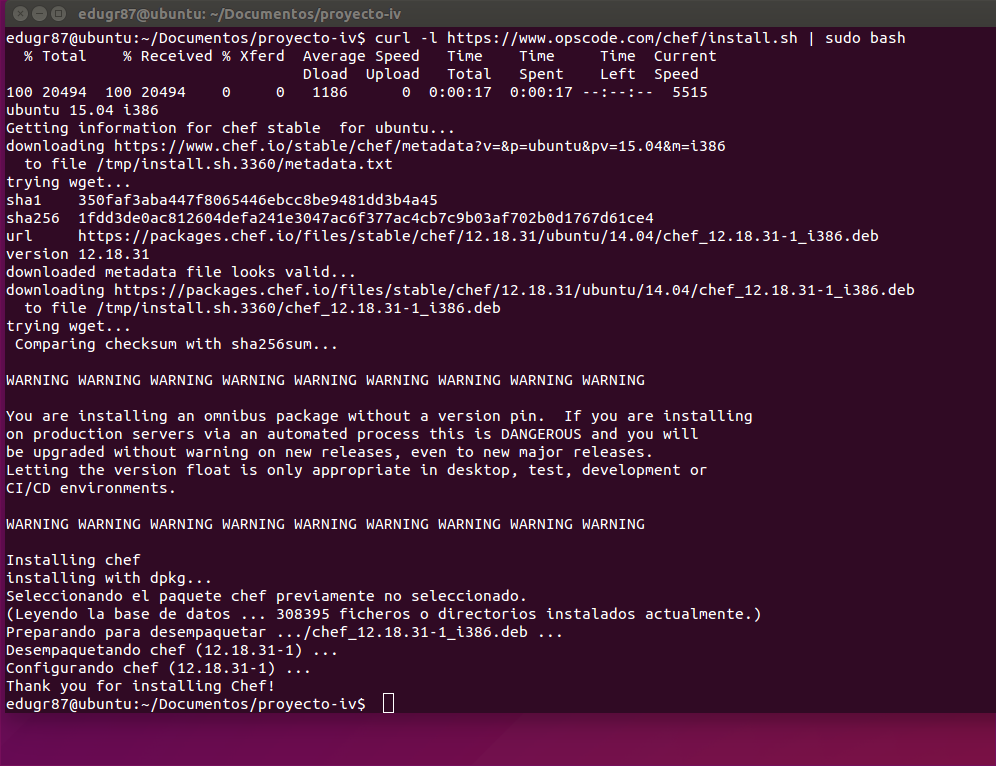 edugr87@ubuntu: ~/Documentos/proyecto-iv
edugr87@ubuntu:~/Documentos/proyecto-iv$ curl -l https://www.opscode.com/chef/install.sh | sudo bash
  % Total    % Received % Xferd  Average Speed   Time    Time     Time  Current
                                 Dload  Upload   Total   Spent    Left  Speed
100 20494  100 20494    0     0   1186      0  0:00:17  0:00:17 --:--:--  5515
ubuntu 15.04 i386
Getting information for chef stable  for ubuntu...
downloading https://www.chef.io/stable/chef/metadata?v=&p=ubuntu&pv=15.04&m=i386
  to file /tmp/install.sh.3360/metadata.txt
trying wget...
sha1    350faf3aba447f8065446ebcc8be9481dd3b4a45
sha256  1fdd3de0ac812604defa241e3047ac6f377ac4cb7c9b03af702b0d1767d61ce4
url     https://packages.chef.io/files/stable/chef/12.18.31/ubuntu/14.04/chef_12.18.31-1_i386.deb
version 12.18.31
downloaded metadata file looks valid...
downloading https://packages.chef.io/files/stable/chef/12.18.31/ubuntu/14.04/chef_12.18.31-1_i386.deb
  to file /tmp/install.sh.3360/chef_12.18.31-1_i386.deb
trying wget...
 Comparing checksum with sha256sum...
WARNING WARNING WARNING WARNING WARNING WARNING WARNING WARNING WARNING
You are installing an omnibus package without a version pin.  If you are installing
on production servers via an automated process this is DANGEROUS and you will
be upgraded without warning on new releases, even to new major releases.
Letting the version float is only appropriate in desktop, test, development or
CI/CD environments.
WARNING WARNING WARNING WARNING WARNING WARNING WARNING WARNING WARNING
Installing chef
installing with dpkg...
Seleccionando el paquete chef previamente no seleccionado.
(Leyendo la base de datos ... 308395 ficheros o directorios instalados actualmente.)
Preparando para desempaquetar .../chef_12.18.31-1_i386.deb ...
Desempaquetando chef (12.18.31-1) ...
Configurando chef (12.18.31-1) ...
Thank you for installing Chef!
edugr87@ubuntu:~/Documentos/proyecto-iv$